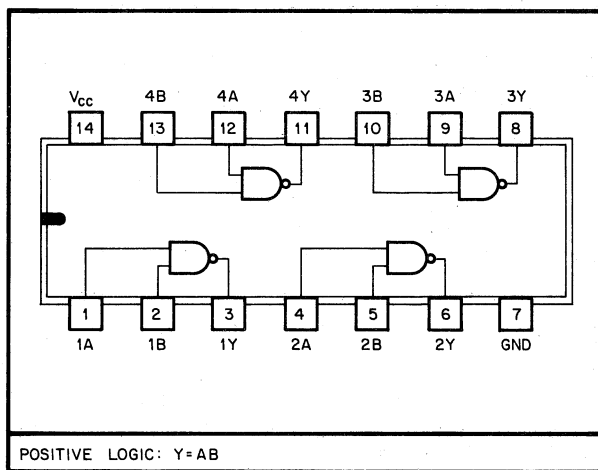 VCC 4B 4A 4Y 3B 3A 3Y
14 13 12 11 10 9 8
1 2 3 4 5 6 7
1A 1B 1Y 2A 2B 2Y GND
POSITIVE LOGIC: Y=AB